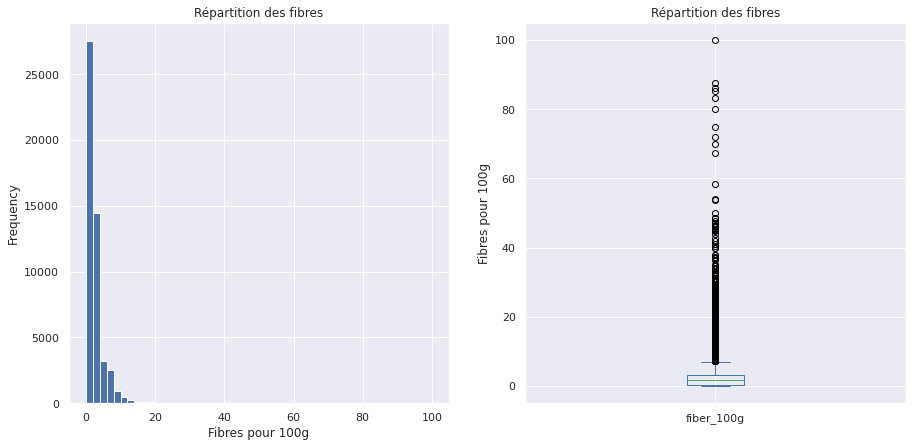 Répartition des fibres
25000
20000
15000
10000
5000
0
Frequency
0 20 40 60 80 100
Fibres pour 100g
Répartition des fibres
100
80
60
40
20
0
Fibres pour 100g
fiber_100g